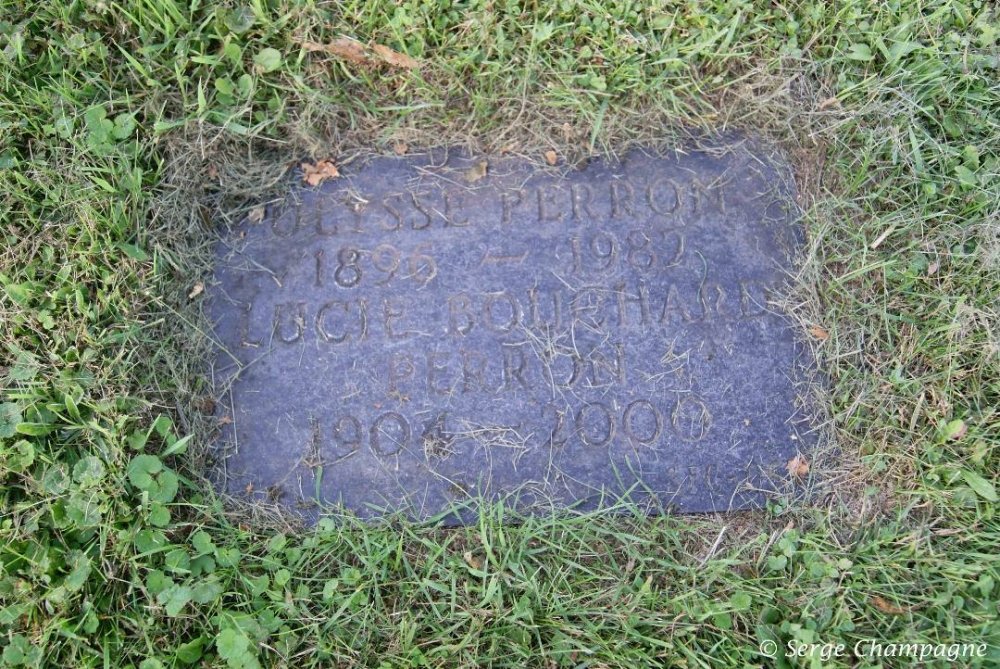 ULYSSE PERRON
1896 — 1982
LUCIE BOUCHARD
PERRON
1904 — 2000
© Serge Champagne